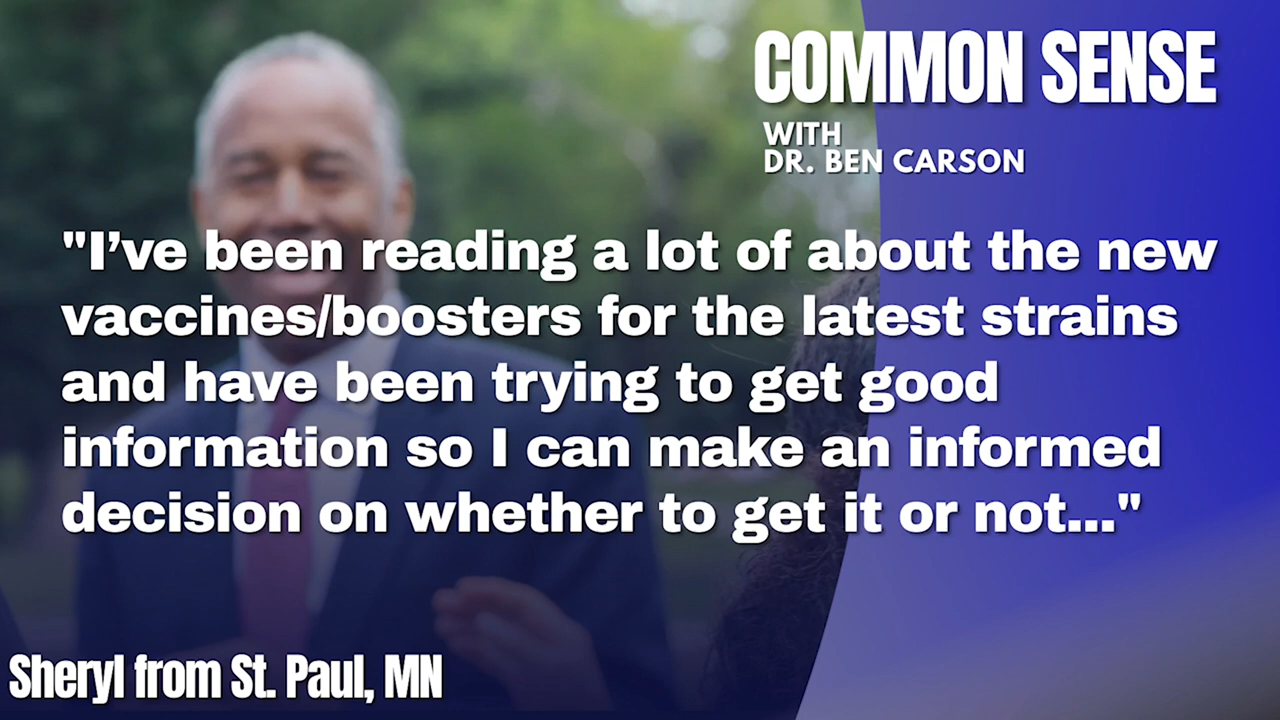 COMMON SENSE
WITH
DR. BEN CARSON
"I’ve been reading a lot of about the new
vaccines/boosters for the latest strains
and have been trying to get good
information so I can make an informed
decision on whether to get it or not..."
Sheryl from St. Paul, MN